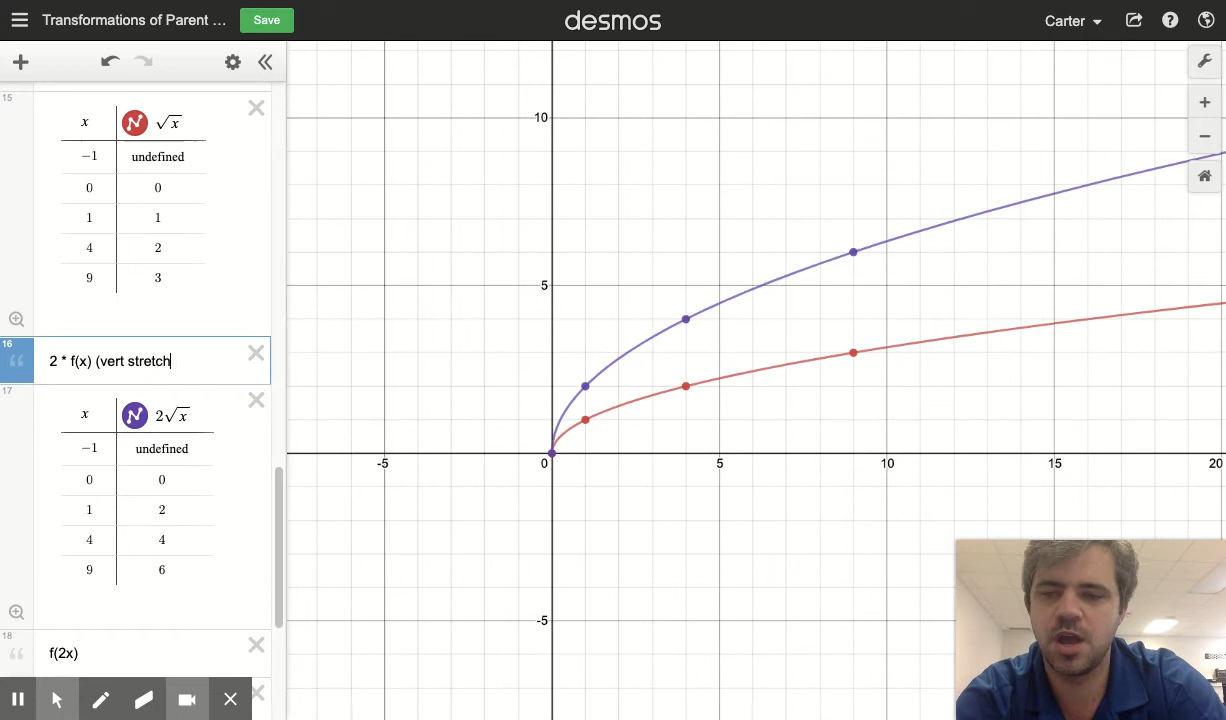 Transformations of Parent ...
Save
desmos
Carter
15
x √x
−1 undefined
0 0
1 1
4 2
9 3
16
2 * f(x) (vert stretch
17
x 2√x
−1 undefined
0 0
1 2
4 4
9 6
18
f(2x)
10
5
-5
0
5
10
15
20
-5